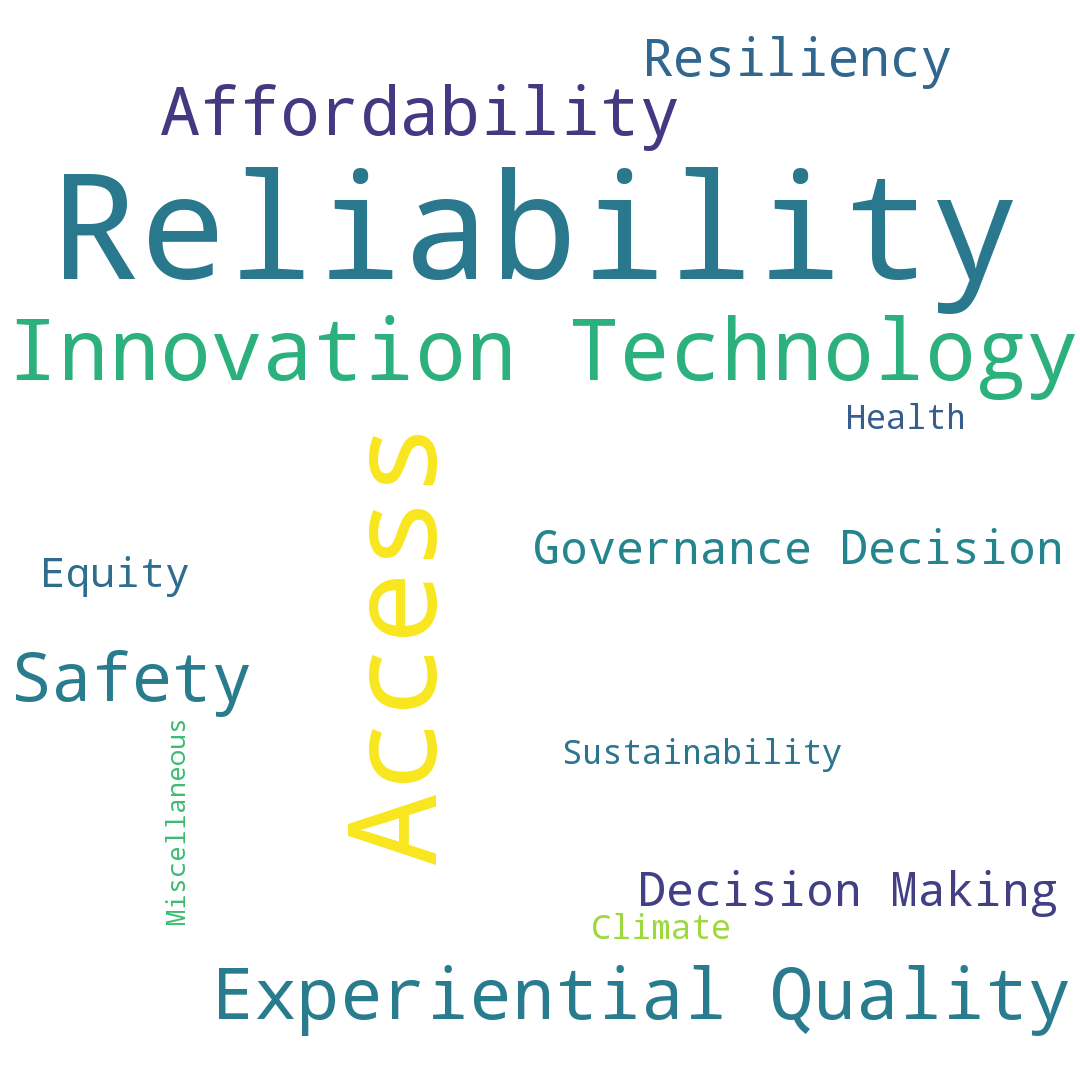 Resiliency
Affordability
Reliability
Innovation Technology
Health
Access
Governance Decision
Equity
Safety
Miscellaneous
Sustainability
Decision Making
Climate
Experiential Quality